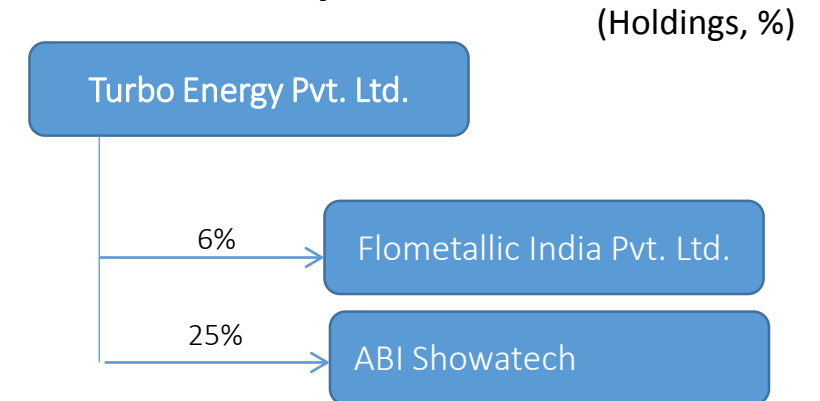 (Holdings, %)
Turbo Energy Pvt. Ltd.
6%
Flometallic India Pvt. Ltd.
25%
ABI Showatech